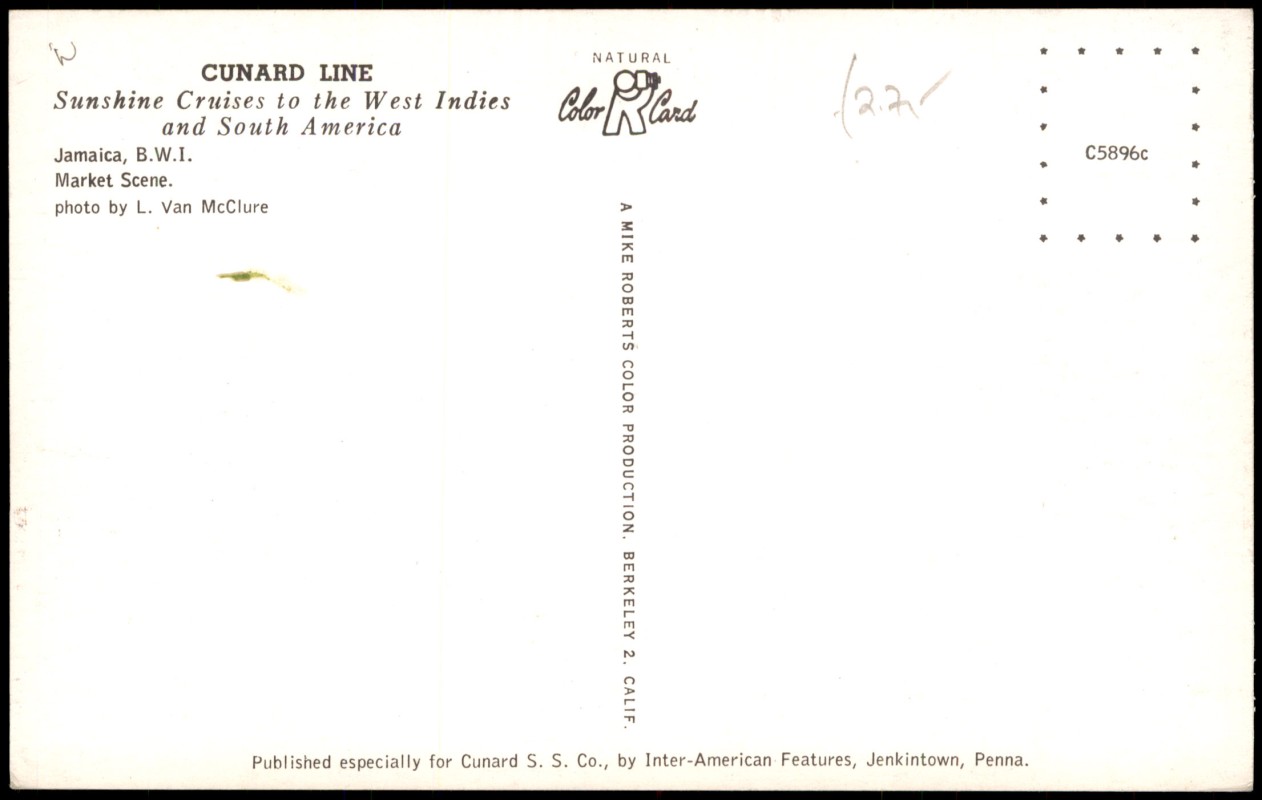 CUNARD LINE
Sunshine Cruises to the West Indies
and South America
Jamaica, B.W.I.
Market Scene.
photo by L. Van McClure
NATURAL
Color Card
C5896c
A MIKE ROBERTS COLOR PRODUCTION. BERKELEY 2. CALIF.
Published especially for Cunard S. S. Co., by Inter-American Features, Jenkintown, Penna.